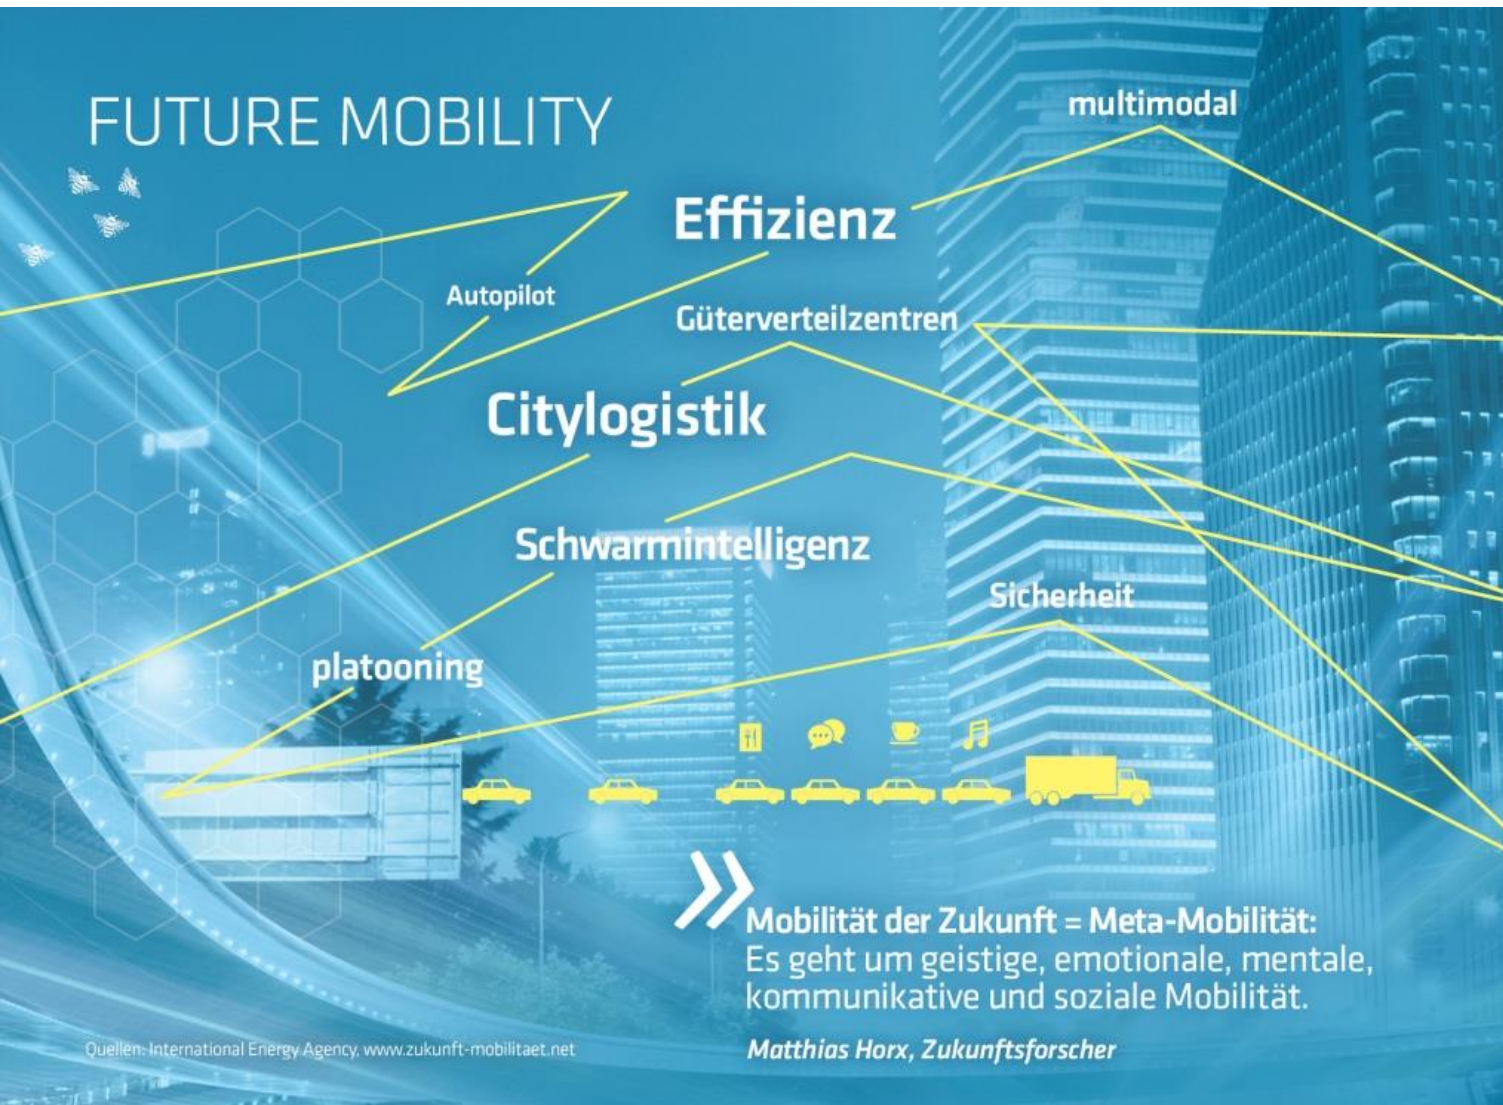 FUTURE MOBILITY
multimodal
Effizienz
Autopilot
Güterverteilzentren
Citylogistik
Schwarmintelligenz
Sicherheit
platooning
Mobilität der Zukunft = Meta-Mobilität:
Es geht um geistige, emotionale, mentale,
kommunikative und soziale Mobilität.
Matthias Horx, Zukunftsforscher
Quellen: International Energy Agency, www.zukunft-mobilitaet.net